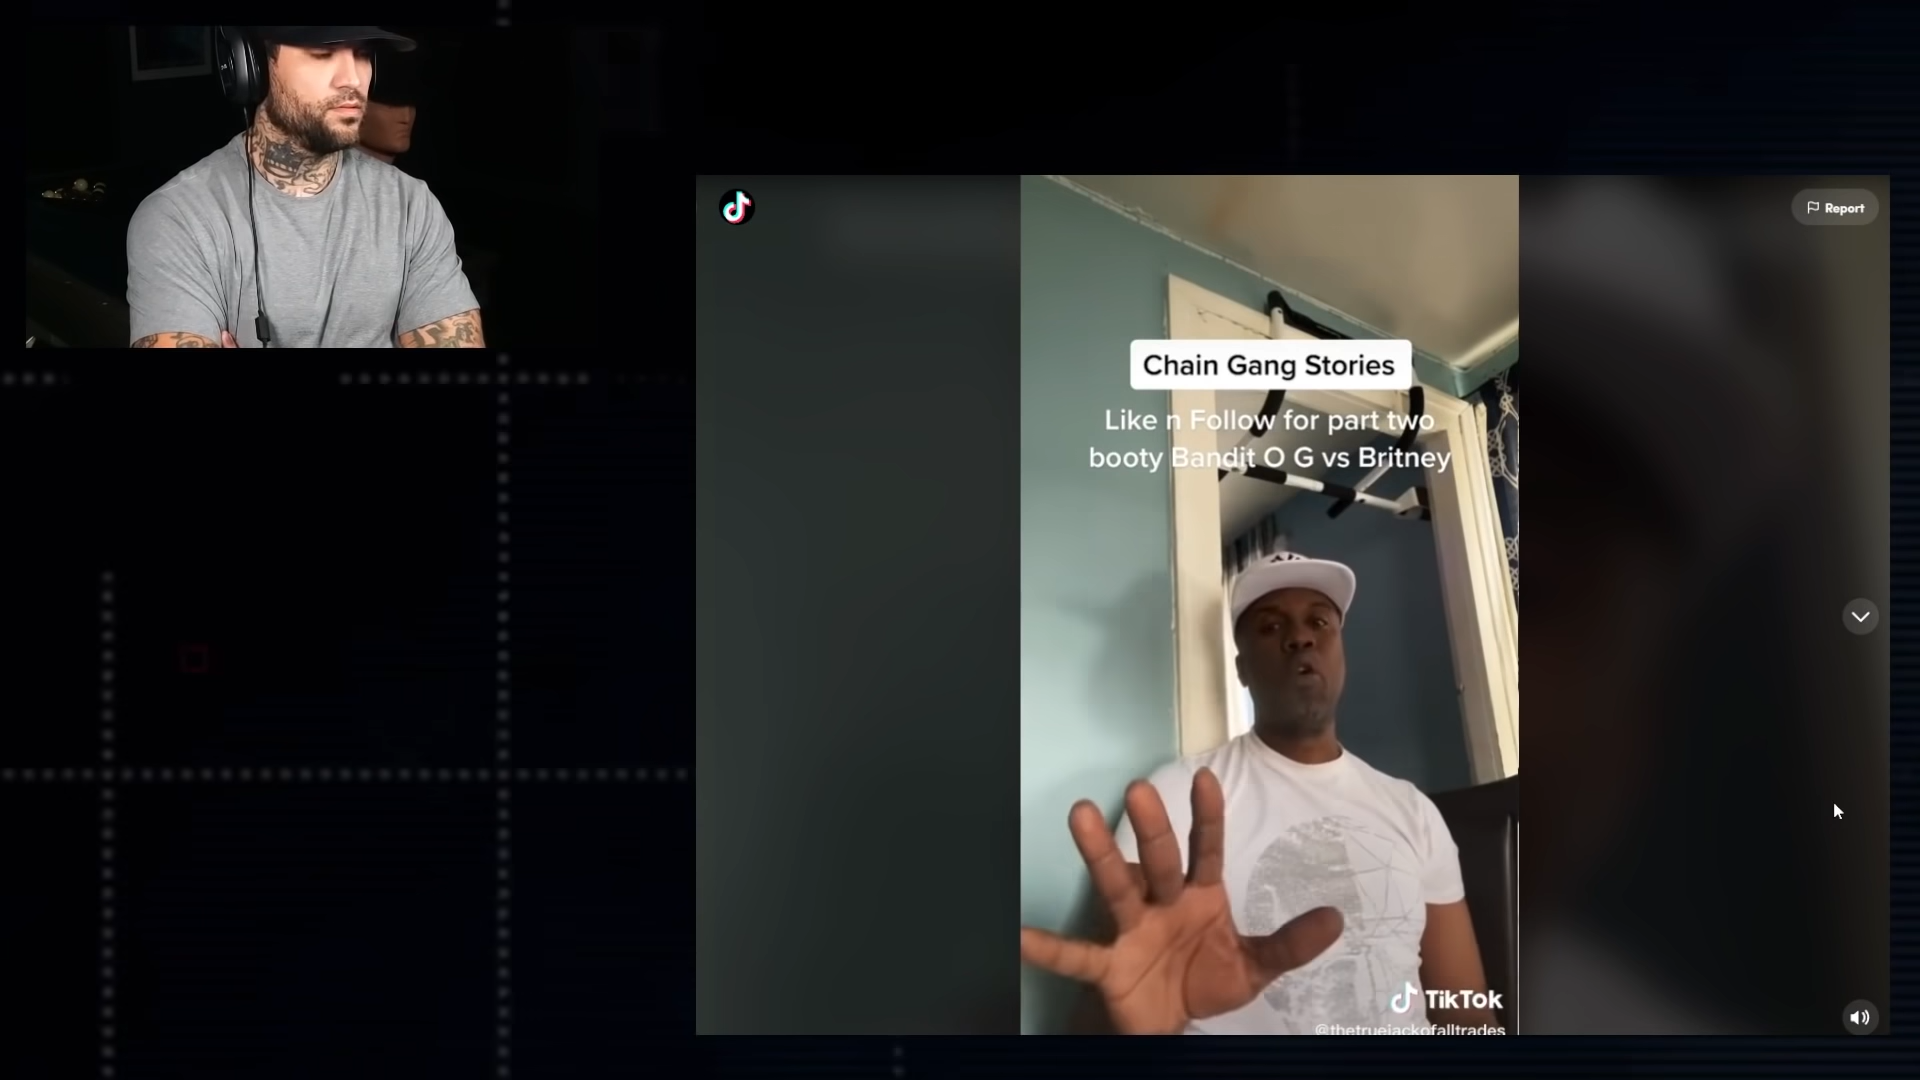 Report
Chain Gang Stories
Like n Follow for part two
booty Bandit O G vs Britney
TikTok
@thetruejackofalltrades